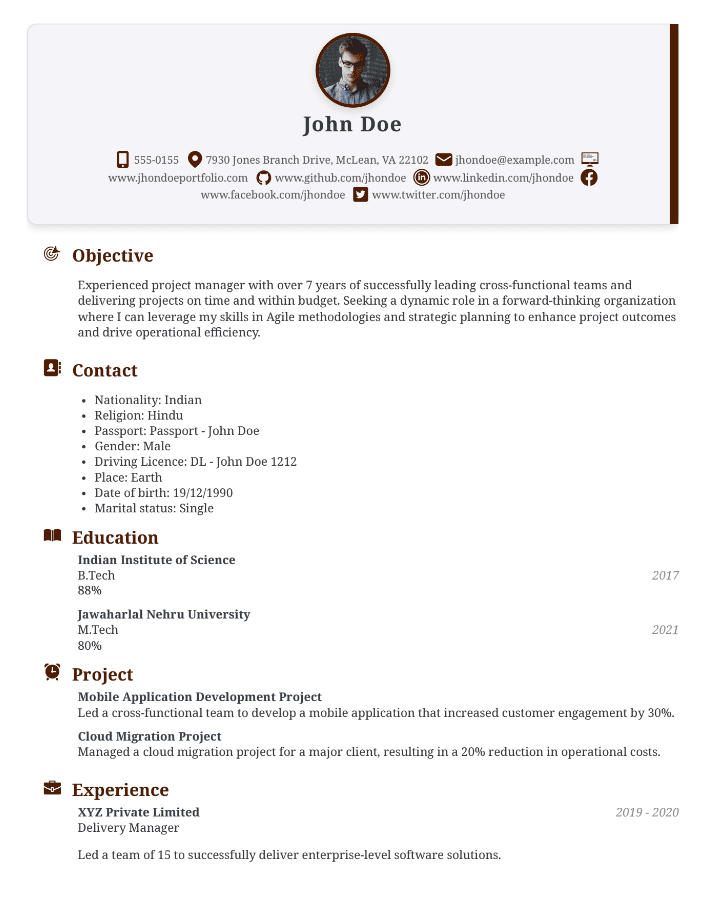 John Doe
555-0155 7930 Jones Branch Drive, McLean, VA 22102 jhondoe@example.com
www.jhondoeportfolio.com www.github.com/jhondoe www.linkedin.com/jhondoe
www.facebook.com/jhondoe www.twitter.com/jhondoe
Objective
Experienced project manager with over 7 years of successfully leading cross-functional teams and
delivering projects on time and within budget. Seeking a dynamic role in a forward-thinking organization
where I can leverage my skills in Agile methodologies and strategic planning to enhance project outcomes
and drive operational efficiency.
Contact
• Nationality: Indian
• Religion: Hindu
• Passport: Passport - John Doe
• Gender: Male
• Driving Licence: DL - John Doe 1212
• Place: Earth
• Date of birth: 19/12/1990
• Marital status: Single
Education
Indian Institute of Science
B.Tech 2017
88%
Jawaharlal Nehru University
M.Tech 2021
80%
Project
Mobile Application Development Project
Led a cross-functional team to develop a mobile application that increased customer engagement by 30%.
Cloud Migration Project
Managed a cloud migration project for a major client, resulting in a 20% reduction in operational costs.
Experience
XYZ Private Limited 2019 - 2020
Delivery Manager
Led a team of 15 to successfully deliver enterprise-level software solutions.